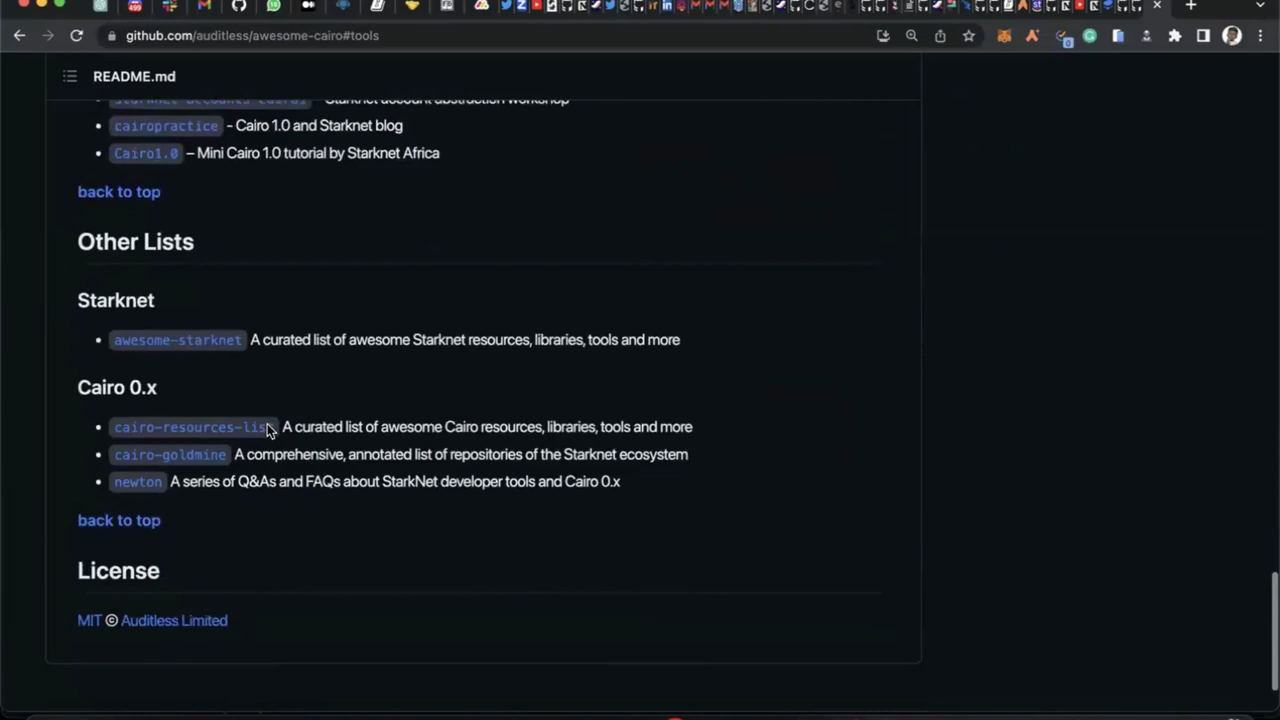 github.com/auditless/awesome-cairo#tools
README.md
starknet-accounts-cairo1 - Starknet account abstraction workshop
cairopractice - Cairo 1.0 and Starknet blog
Cairo1.0 – Mini Cairo 1.0 tutorial by Starknet Africa
back to top
Other Lists
Starknet
awesome-starknet A curated list of awesome Starknet resources, libraries, tools and more
Cairo 0.x
cairo-resources-list A curated list of awesome Cairo resources, libraries, tools and more
cairo-goldmine A comprehensive, annotated list of repositories of the Starknet ecosystem
newton A series of Q&As and FAQs about StarkNet developer tools and Cairo 0.x
back to top
License
MIT © Auditless Limited